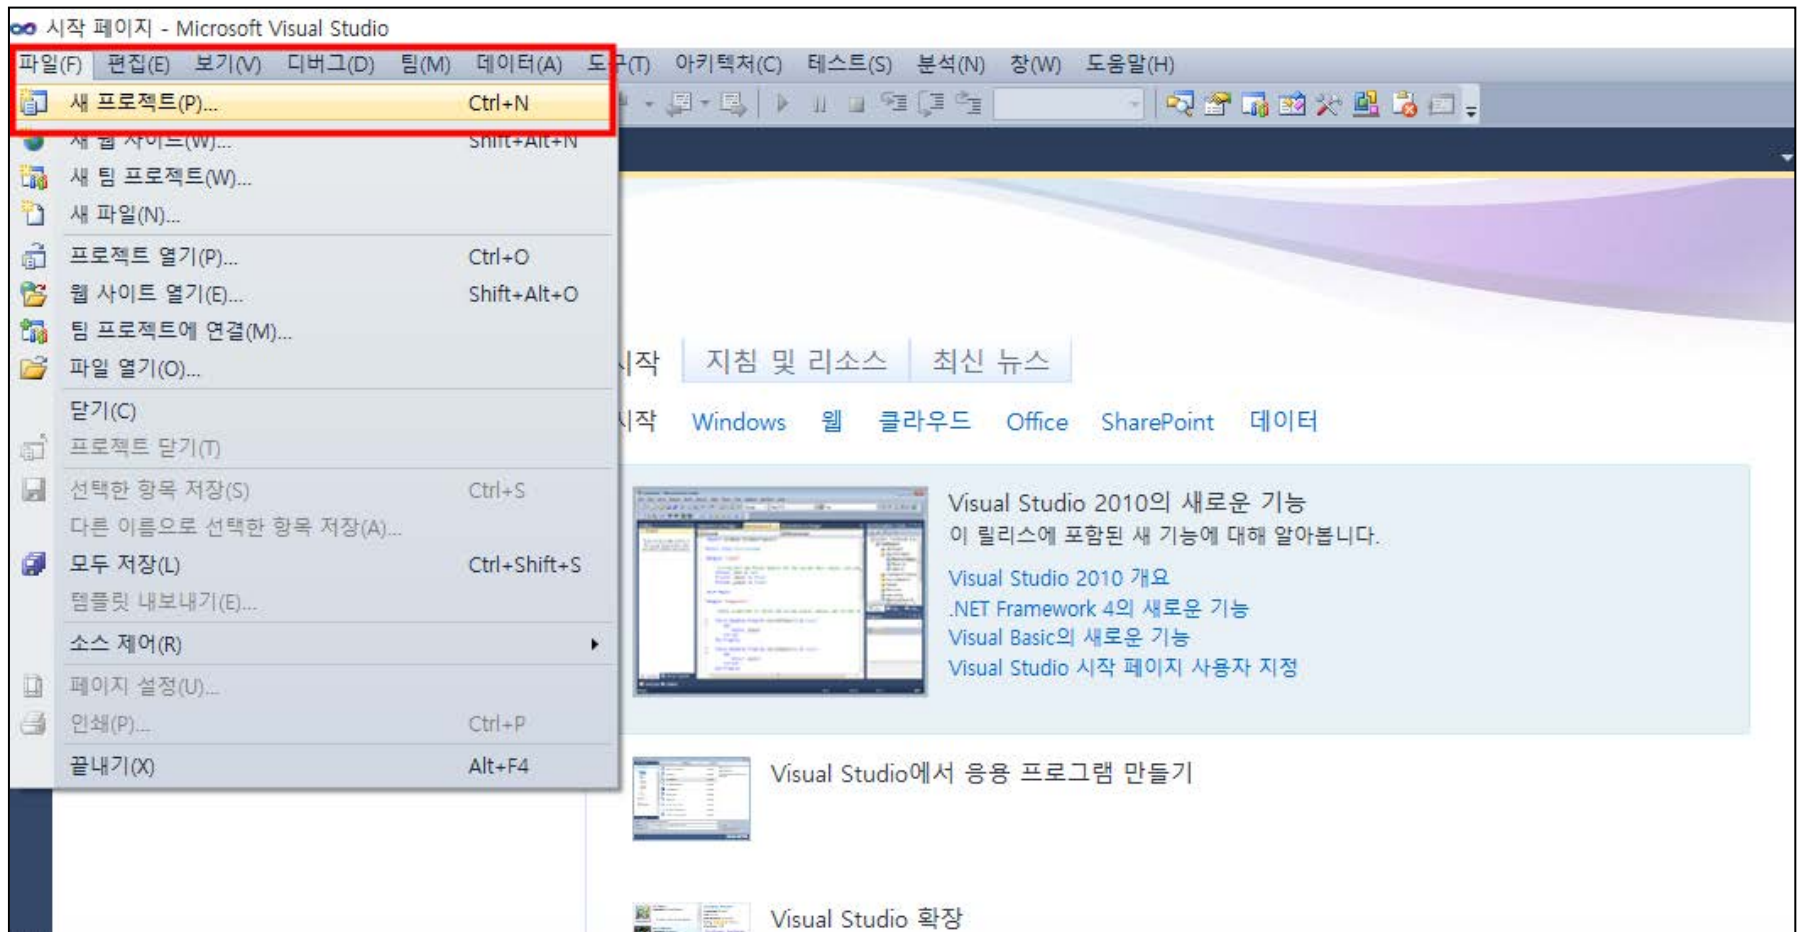 시작 페이지 - Microsoft Visual Studio
파일(F) 편집(E) 보기(V) 디버그(D) 팀(M) 데이터(A) 도구(T) 아키텍처(C) 테스트(S) 분석(N) 창(W) 도움말(H)
새 프로젝트(P)... Ctrl+N
새 웹 사이트(W)... Shift+Alt+N
새 팀 프로젝트(W)...
새 파일(N)...
프로젝트 열기(P)... Ctrl+O
웹 사이트 열기(E)... Shift+Alt+O
팀 프로젝트에 연결(M)...
파일 열기(O)...
닫기(C)
프로젝트 닫기(T)
선택한 항목 저장(S) Ctrl+S
다른 이름으로 선택한 항목 저장(A)...
모두 저장(L) Ctrl+Shift+S
템플릿 내보내기(E)...
소스 제어(R)
페이지 설정(U)...
인쇄(P)... Ctrl+P
끝내기(X) Alt+F4
시작 지침 및 리소스 최신 뉴스
시작 Windows 웹 클라우드 Office SharePoint 데이터
Visual Studio 2010의 새로운 기능
이 릴리스에 포함된 새 기능에 대해 알아봅니다.
Visual Studio 2010 개요
.NET Framework 4의 새로운 기능
Visual Basic의 새로운 기능
Visual Studio 시작 페이지 사용자 지정
Visual Studio에서 응용 프로그램 만들기
Visual Studio 확장